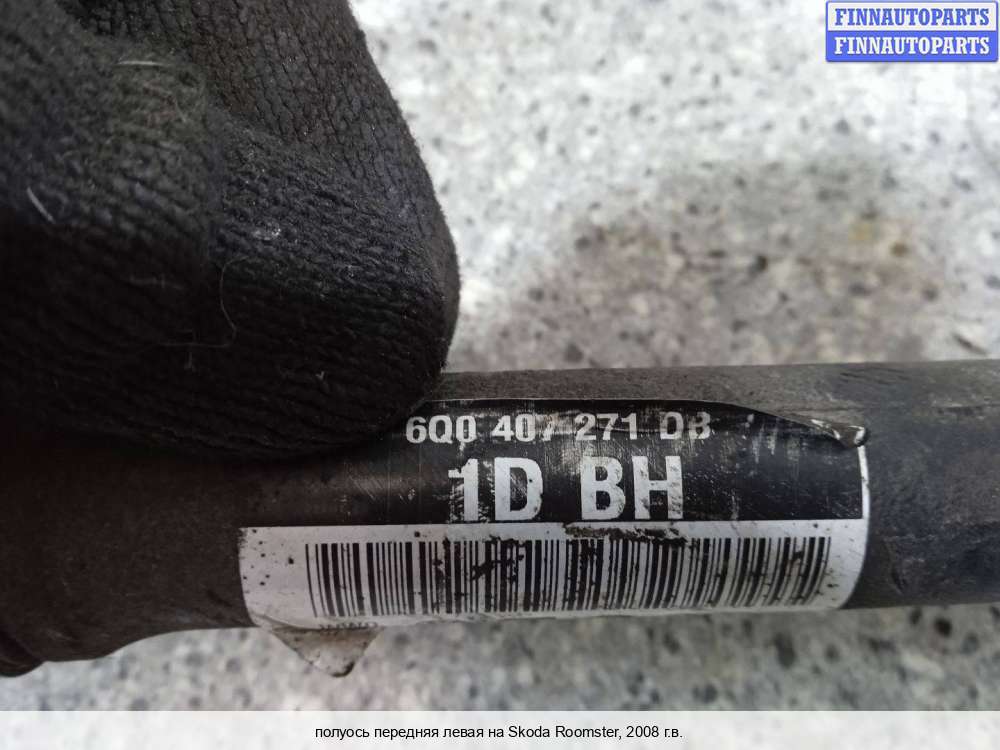 FINNAUTOPARTS
FINNAUTOPARTS
6Q0 407 271 DB
1D BH
полуось передняя левая на Skoda Roomster, 2008 г.в.